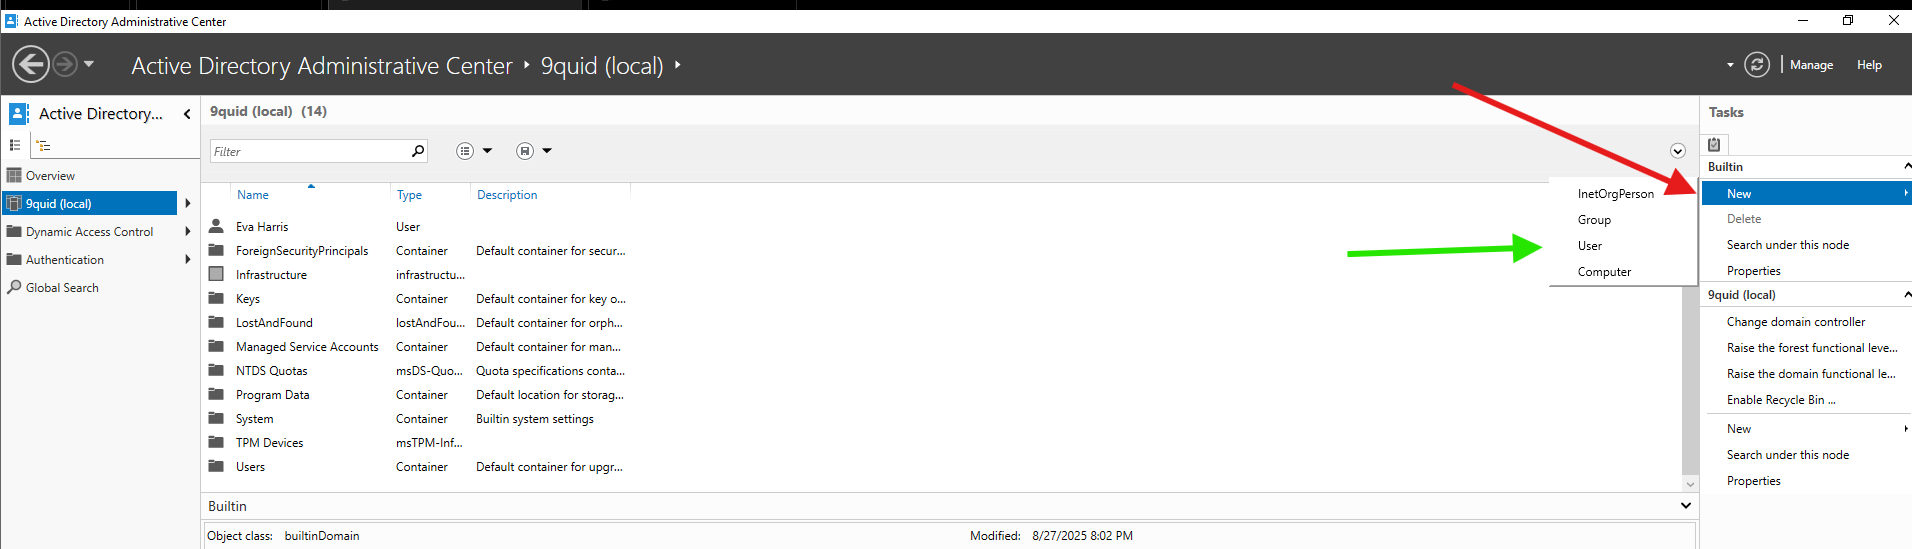 Active Directory Administrative Center
Active Directory Administrative Center ‣ 9quid (local) ‣
Manage
Help
Active Directory...
Overview
9quid (local)
Dynamic Access Control
Authentication
Global Search
9quid (local) (14)
Filter
Name Type Description
Eva Harris User
ForeignSecurityPrincipals Container Default container for secur...
Infrastructure infrastructu...
Keys Container Default container for key o...
LostAndFound lostAndFou... Default container for orph...
Managed Service Accounts Container Default container for man...
NTDS Quotas msDS-Quo... Quota specifications conta...
Program Data Container Default location for storag...
System Container Builtin system settings
TPM Devices msTPM-Inf...
Users Container Default container for upgr...
Builtin
Object class: builtinDomain Modified: 8/27/2025 8:02 PM
InetOrgPerson
Group
User
Computer
Tasks
Builtin
New
Delete
Search under this node
Properties
9quid (local)
Change domain controller
Raise the forest functional leve...
Raise the domain functional le...
Enable Recycle Bin ...
New
Search under this node
Properties